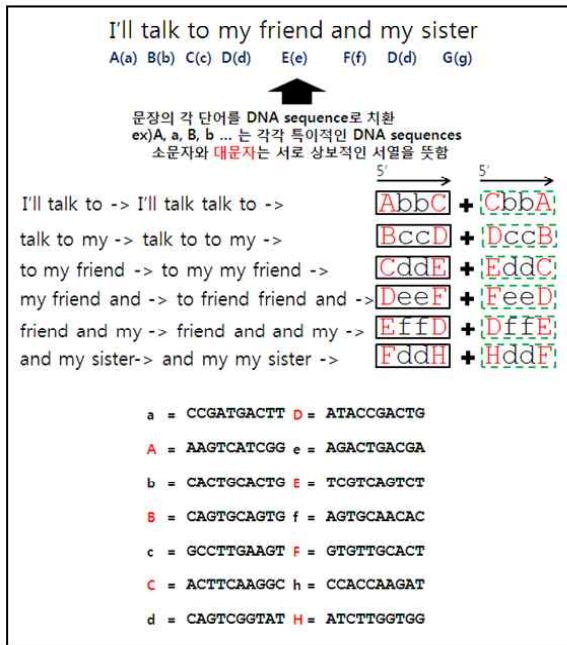 I'll talk to my friend and my sister
A(a) B(b) C(c) D(d) E(e) F(f) D(d) G(g)
문장의 각 단어를 DNA sequence로 치환
ex)A, a, B, b ... 는 각각 특이적인 DNA sequences
소문자와 대문자는 서로 상보적인 서열을 뜻함
5' 5'
I'll talk to -> I'll talk talk to -> AbbC + CbbA
talk to my -> talk to to my -> BccD + DccB
to my friend -> to my my friend -> CddE + EddC
my friend and -> to friend friend and -> DeeF + FeeD
friend and my -> friend and and my -> EffD + DffE
and my sister-> and my my sister -> FddH + HddF
a = CCGATGACTT D = ATACCGACTG
A = AAGTCATCGG e = AGACTGACGA
b = CACTGCACTG E = TCGTCAGTCT
B = CAGTGCAGTG f = AGTGCAACAC
c = GCCTTGAAGT F = GTGTTGCACT
C = ACTTCAAGGC h = CCACCAAGAT
d = CAGTCGGTAT H = ATCTTGGTGG